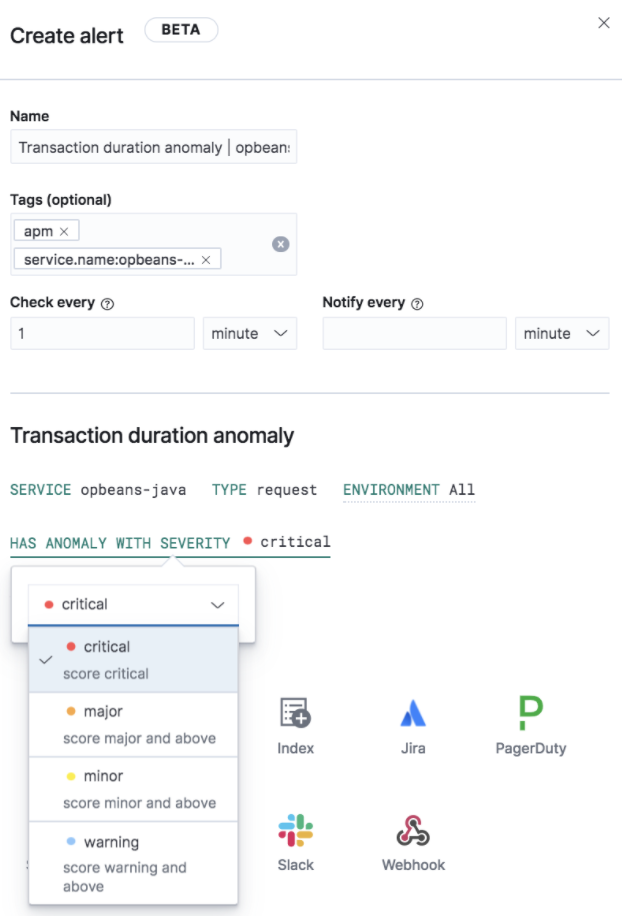 Create alert BETA
Name
Transaction duration anomaly | opbean
Tags (optional)
apm
service.name:opbeans-...
Check every Notify every
1 minute minute
Transaction duration anomaly
SERVICE opbeans-java TYPE request ENVIRONMENT All
HAS ANOMALY WITH SEVERITY critical
critical
critical
score critical
major
score major and above
minor
score minor and above
warning
score warning and
above
Index Jira PagerDuty
Slack Webhook